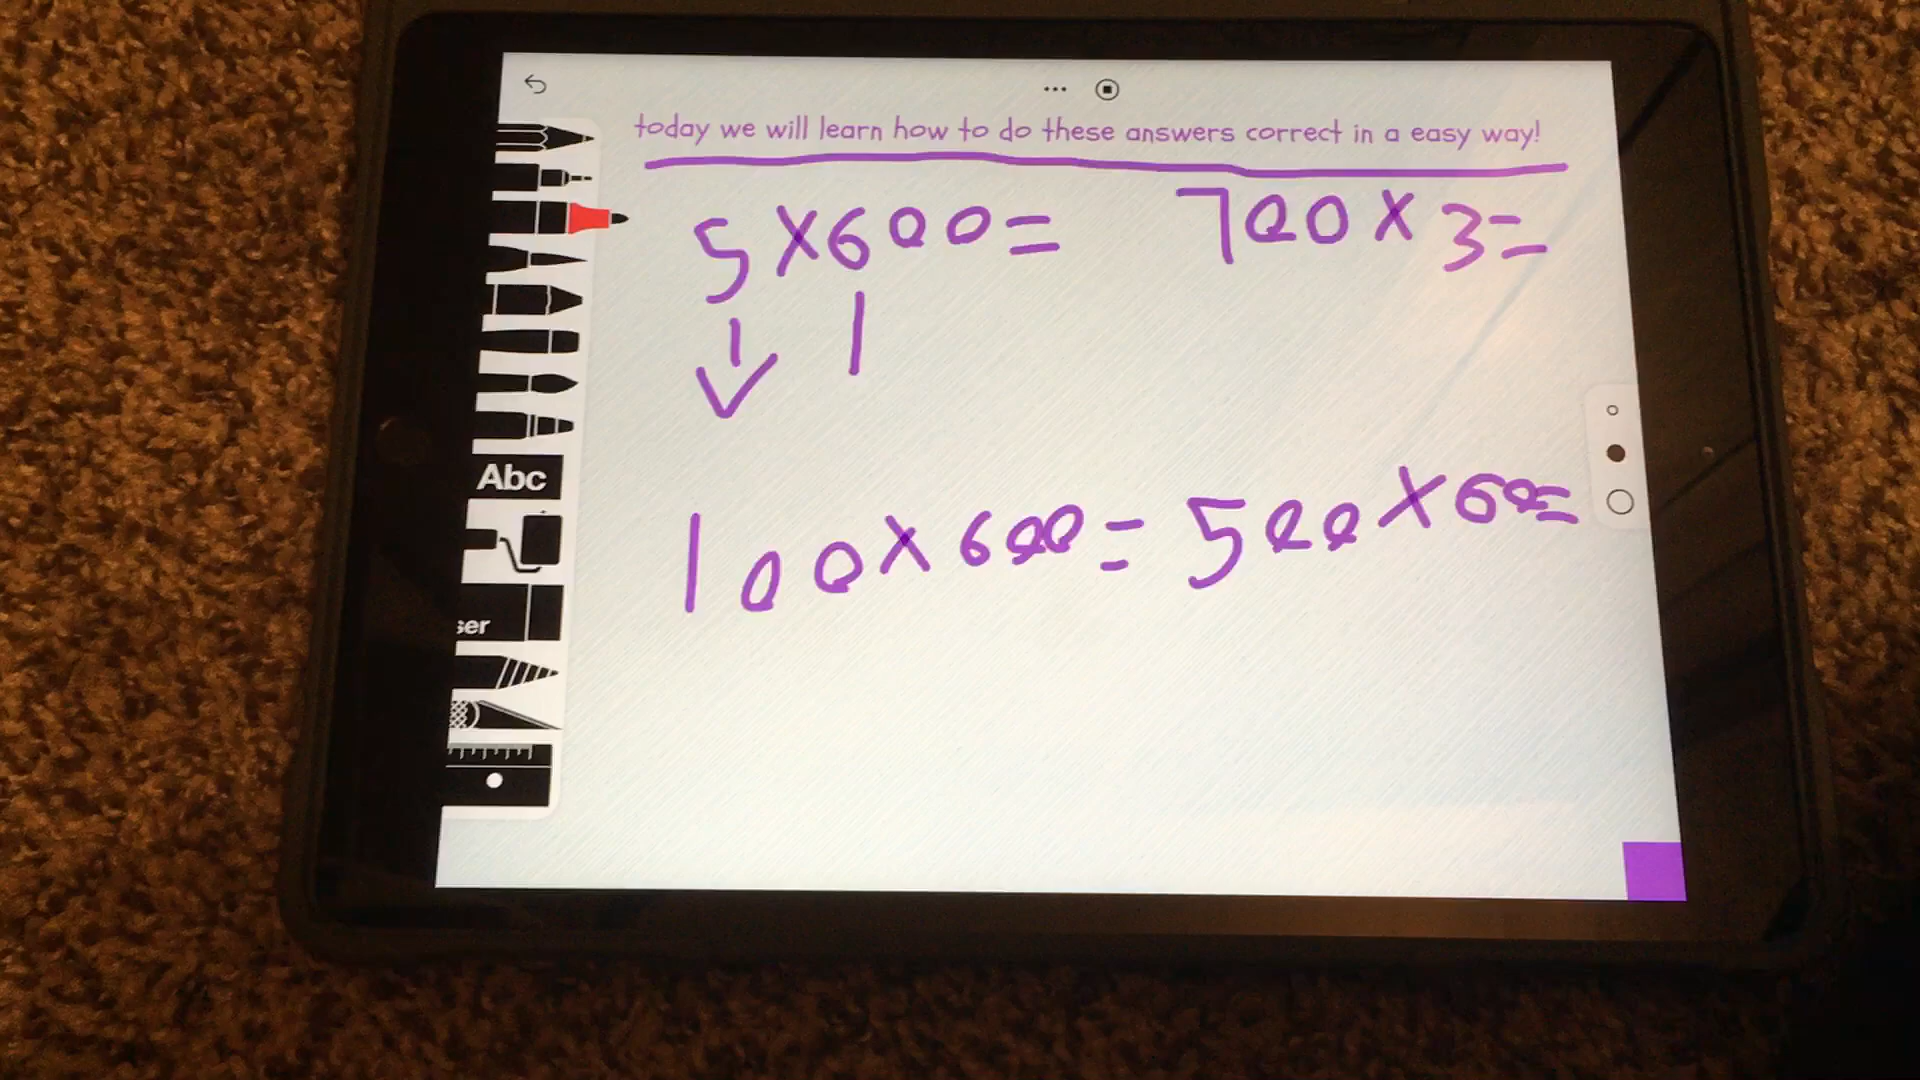 today we will learn how to do these answers correct in a easy way!
5×600= 700×3=
100×600= 500×60=
Abc
ser